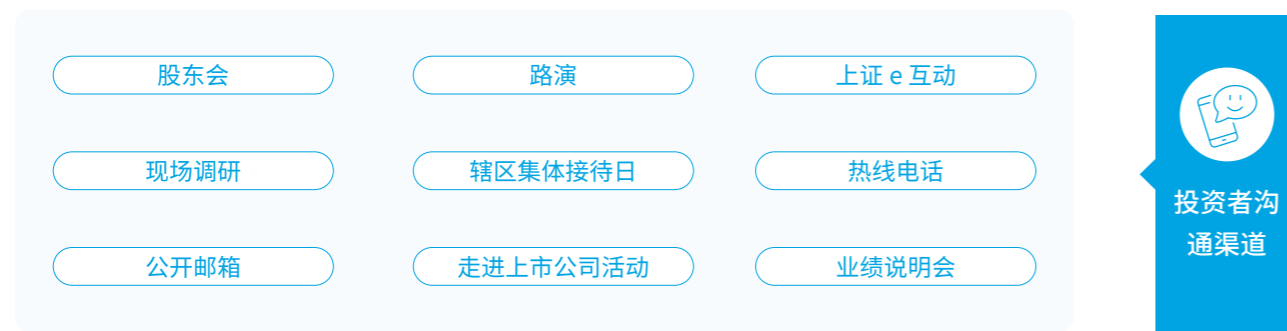 股东会
路演
上证 e 互动
现场调研
辖区集体接待日
热线电话
公开邮箱
走进上市公司活动
业绩说明会
投资者沟
通渠道